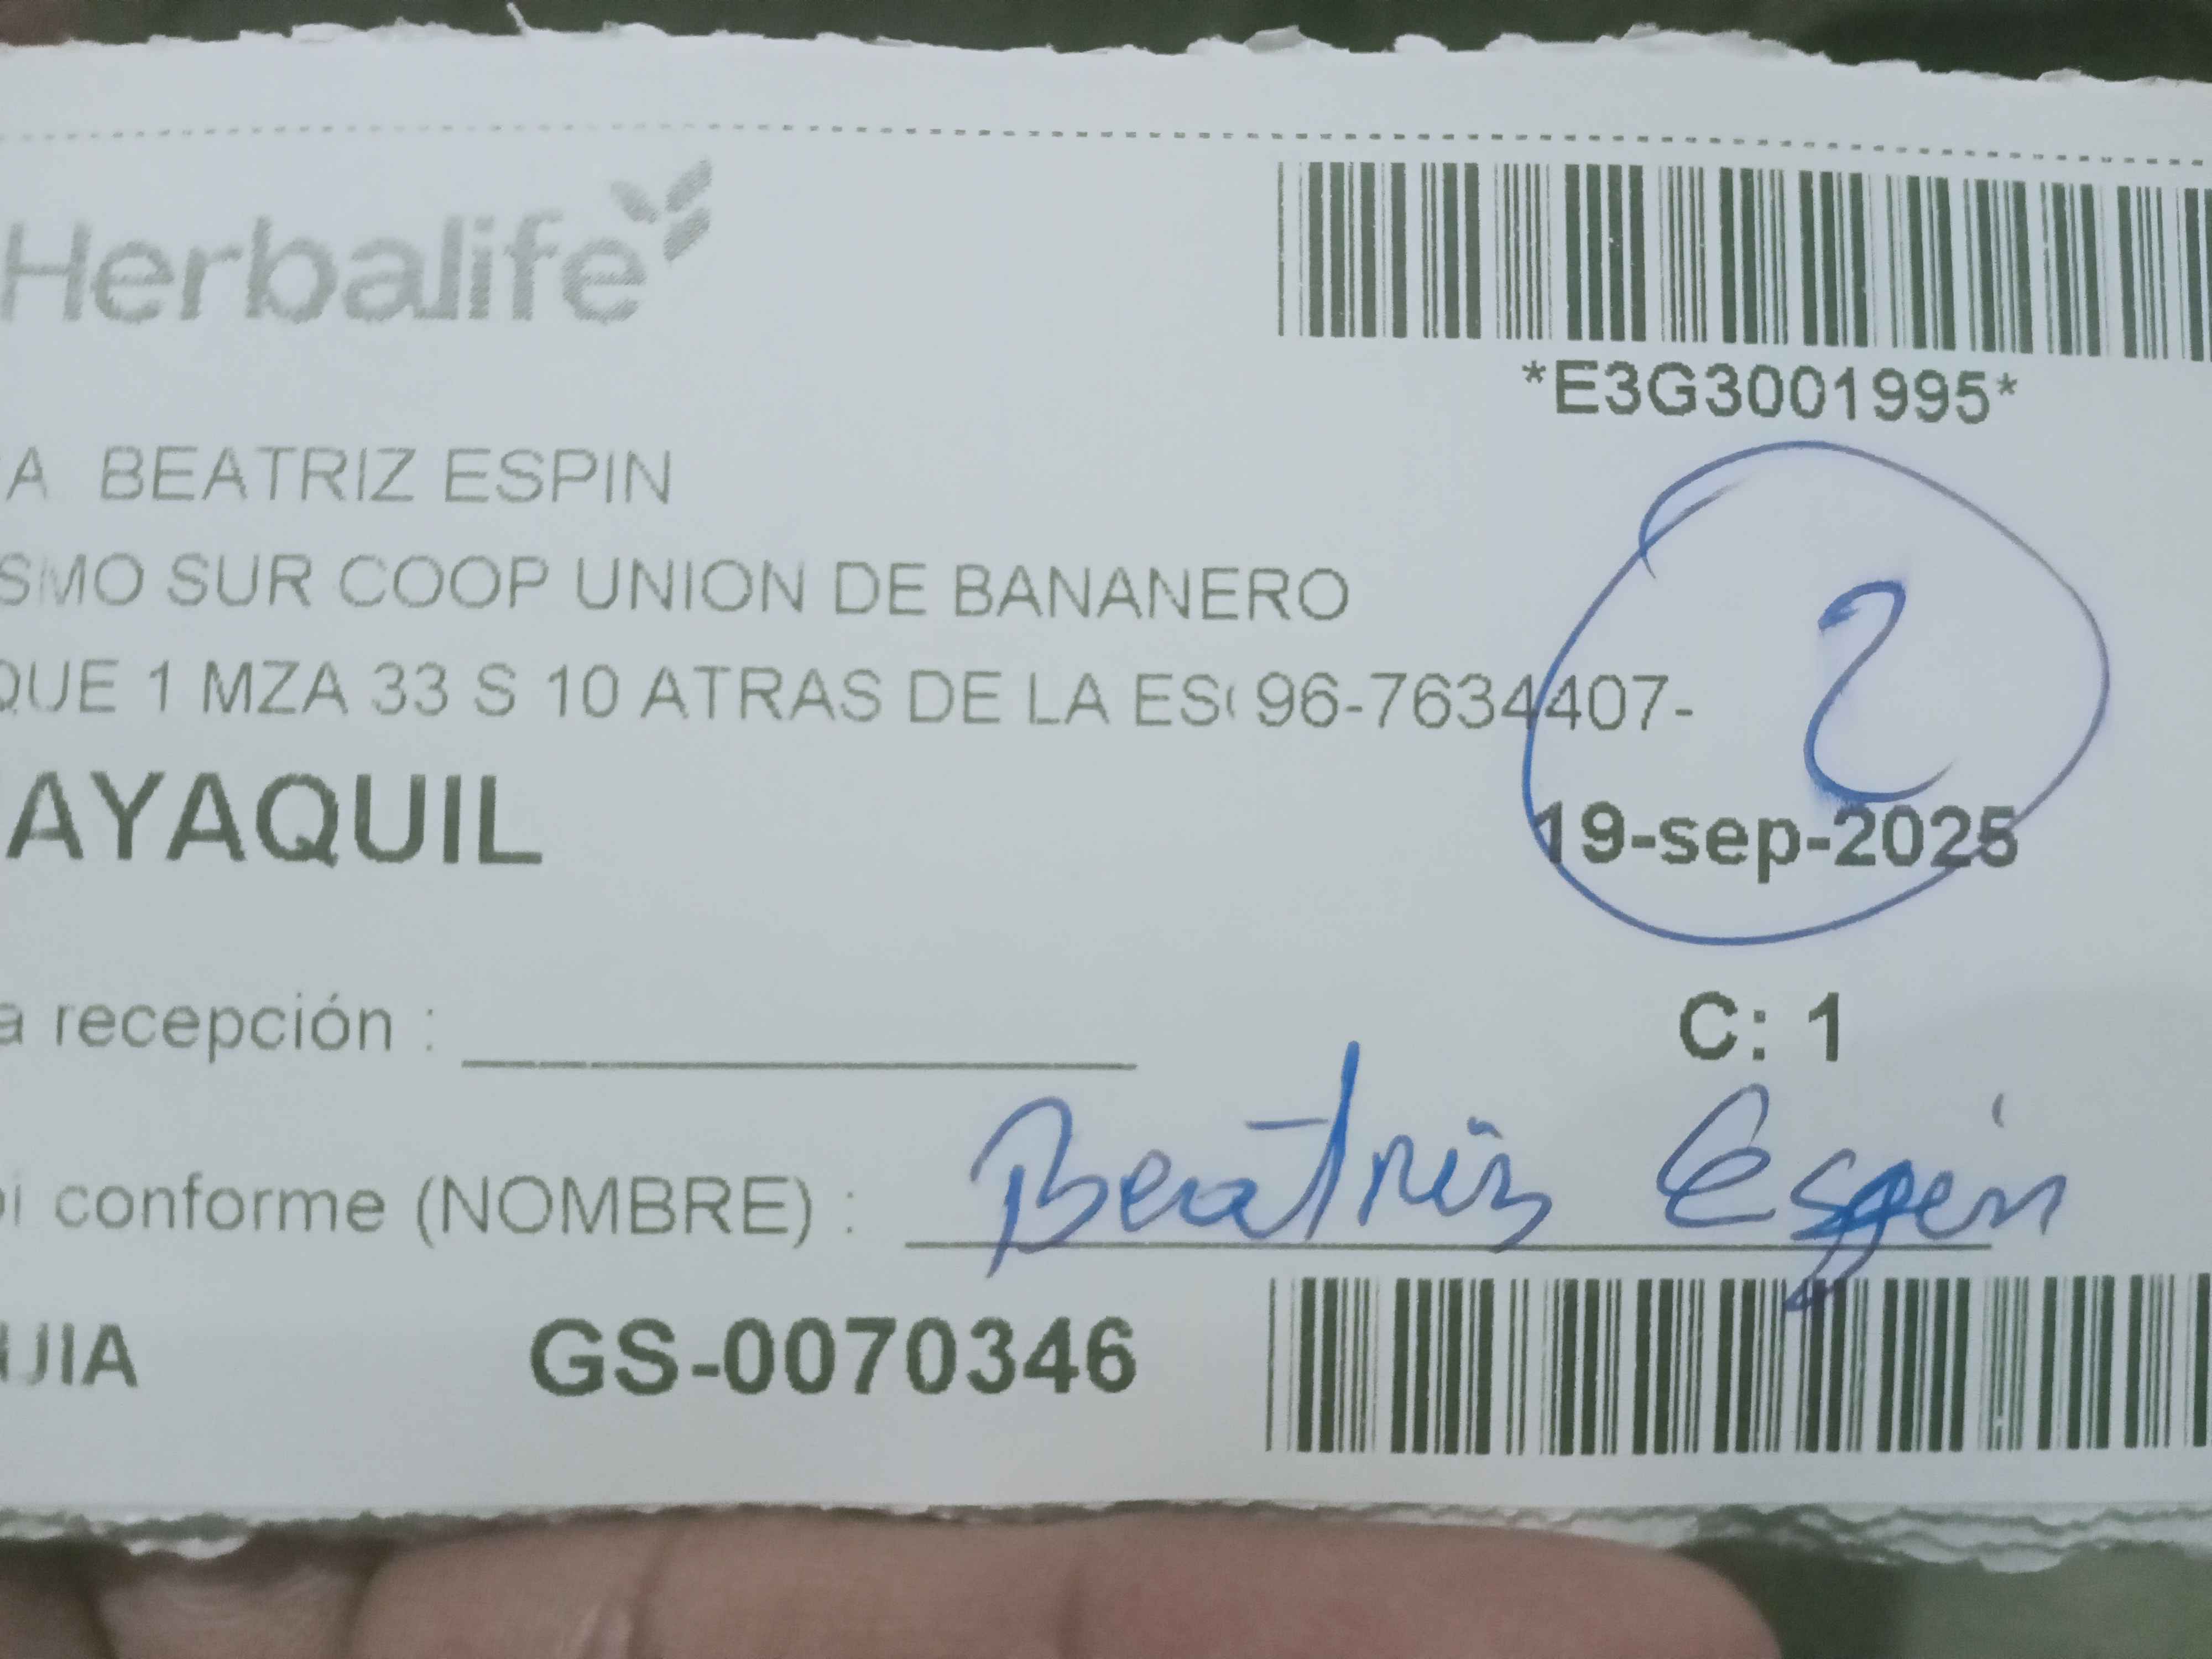 Herbalife
*E3G3001995*
A BEATRIZ ESPIN
SMO SUR COOP UNION DE BANANERO
QUE 1 MZA 33 S 10 ATRAS DE LA ES 96-7634407-
2
AYAQUIL
19-sep-2025
a recepción :
C: 1
i conforme (NOMBRE) : Beatriz Espin
JIA GS-0070346